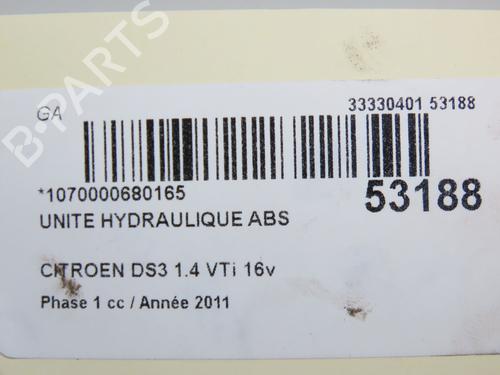 GA
33330401 53188
*1070000680165
53188
UNITE HYDRAULIQUE ABS
CITROEN DS3 1.4 VTi 16v
Phase 1 cc / Année 2011
B-PARTS